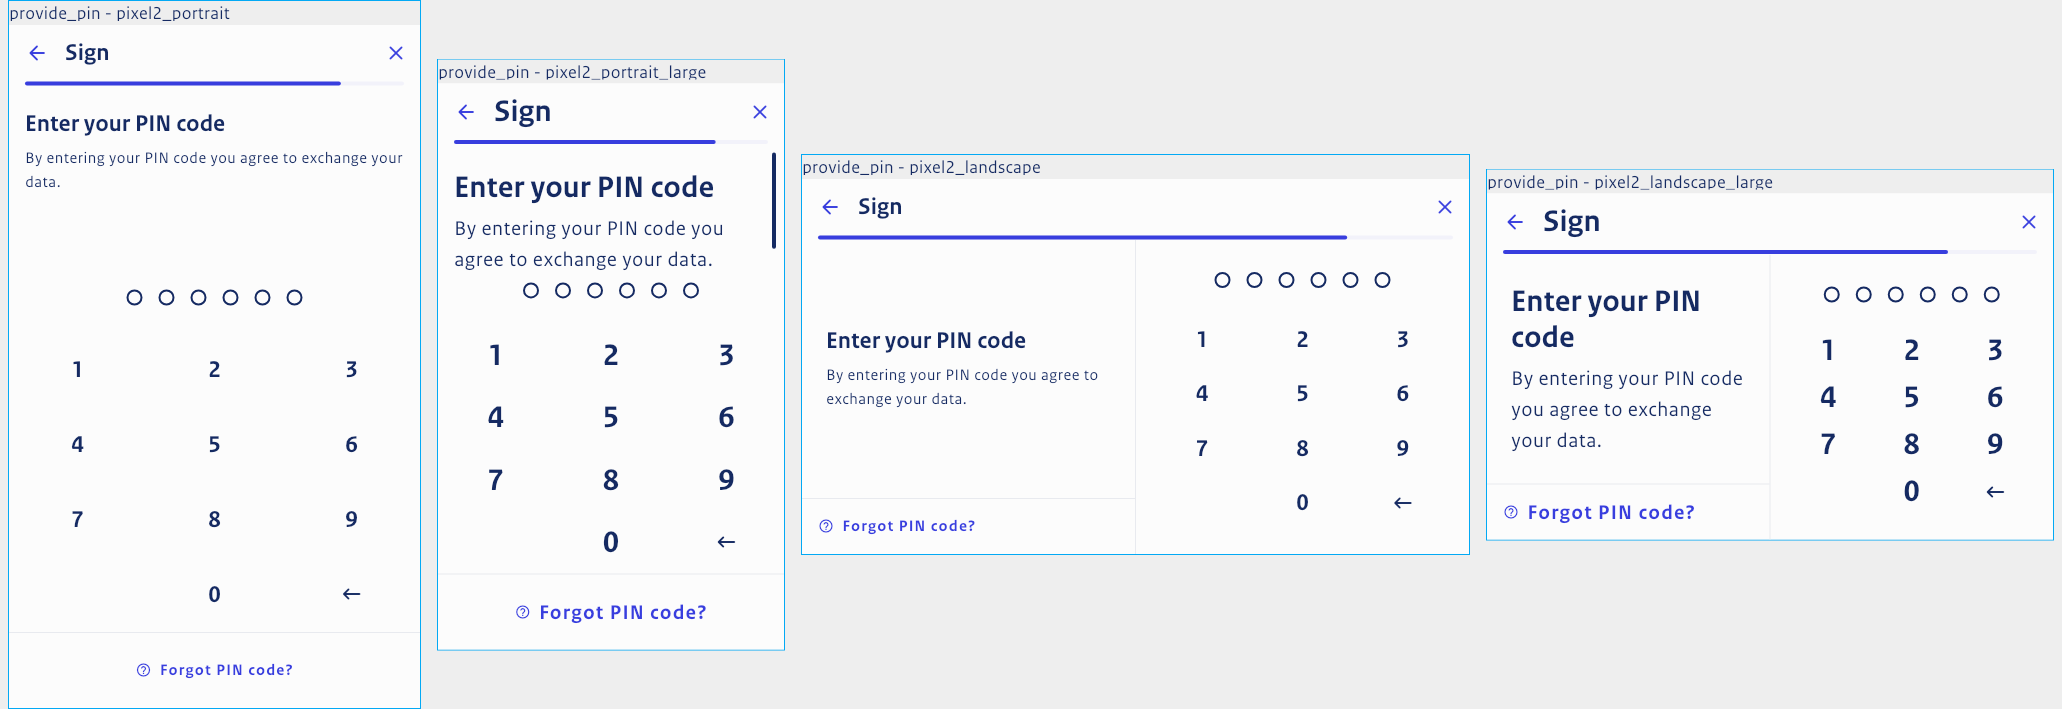 provide_pin - pixel2_portrait
Sign
Enter your PIN code
By entering your PIN code you agree to exchange your
data.
1 2 3
4 5 6
7 8 9
0
Forgot PIN code?
provide_pin - pixel2_portrait_large
Sign
Enter your PIN code
By entering your PIN code you
agree to exchange your data.
1 2 3
4 5 6
7 8 9
0
Forgot PIN code?
provide_pin - pixel2_landscape
Sign
Enter your PIN code
By entering your PIN code you agree to
exchange your data.
Forgot PIN code?
1 2 3
4 5 6
7 8 9
0
provide_pin - pixel2_landscape_large
Sign
Enter your PIN
code
By entering your PIN code
you agree to exchange
your data.
Forgot PIN code?
1 2 3
4 5 6
7 8 9
0